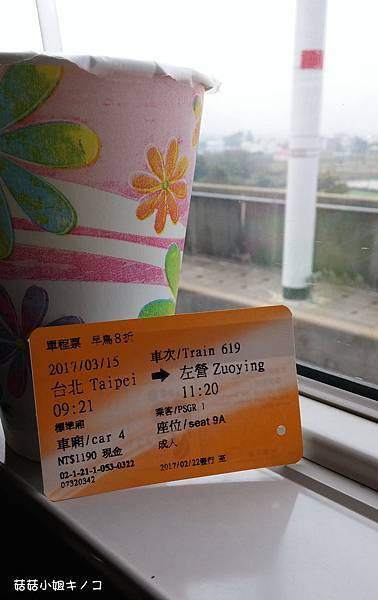 單程票 早鳥8折
2017/03/15 車次/Train 619
台北 Taipei ➡ 左營 Zuoying
09:21 11:20
標準廂 乘客/PSGR 1
車廂/car 4 座位/seat 9A
NT$1190 現金 成人
02-1-21-1-053-0322
07320342 2017/02/22發行 至
菇菇小姐キノコ